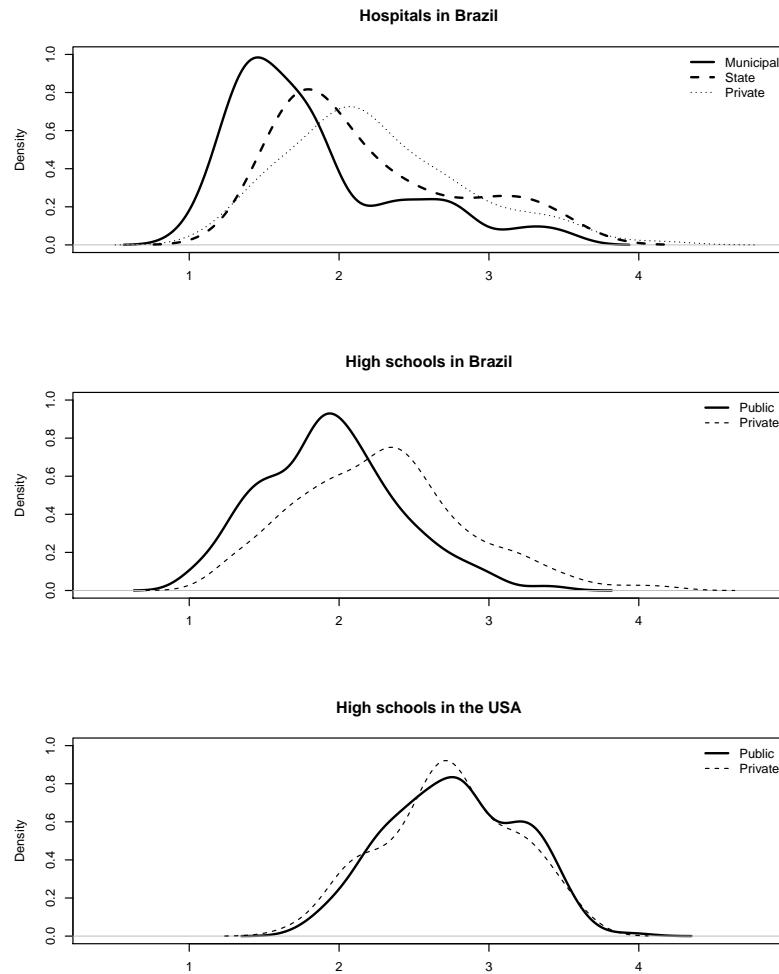 Hospitals in Brazil
Density
0.0 0.2 0.4 0.6 0.8 1.0
Municipal
State
Private
1 2 3 4
High schools in Brazil
Density
0.0 0.2 0.4 0.6 0.8 1.0
Public
Private
1 2 3 4
High schools in the USA
Density
0.0 0.2 0.4 0.6 0.8 1.0
Public
Private
1 2 3 4